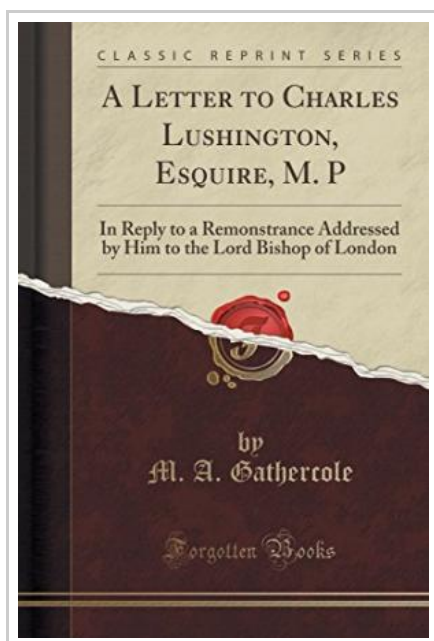 CLASSIC REPRINT SERIES
A LETTER TO CHARLES
LUSHINGTON,
ESQUIRE, M. P
In Reply to a Remonstrance Addressed
by Him to the Lord Bishop of London
by
M. A. Gathercole
Forgotten Books